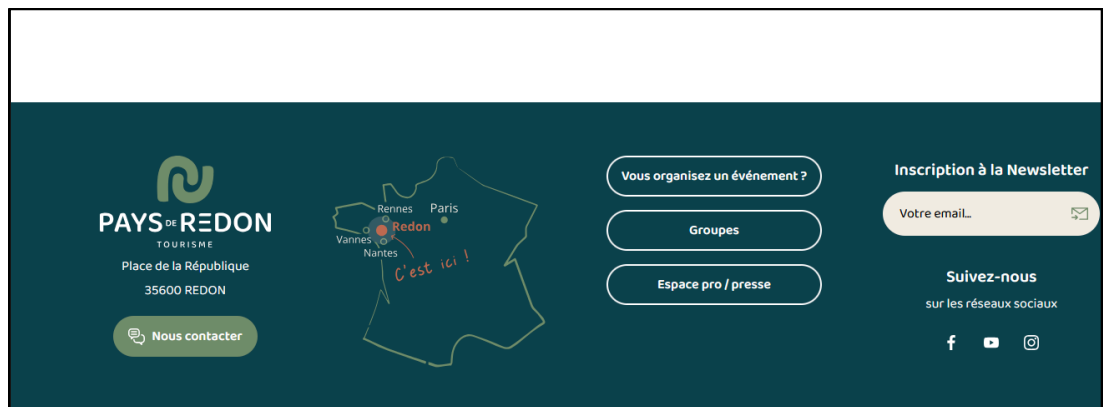 PAYS DE REDON
TOURISME
Place de la République
35600 REDON
Nous contacter
Rennes
Paris
Redon
Vannes
Nantes
C'est ici !
Vous organisez un événement ?
Groupes
Espace pro / presse
Inscription à la Newsletter
Votre email...
Suivez-nous
sur les réseaux sociaux